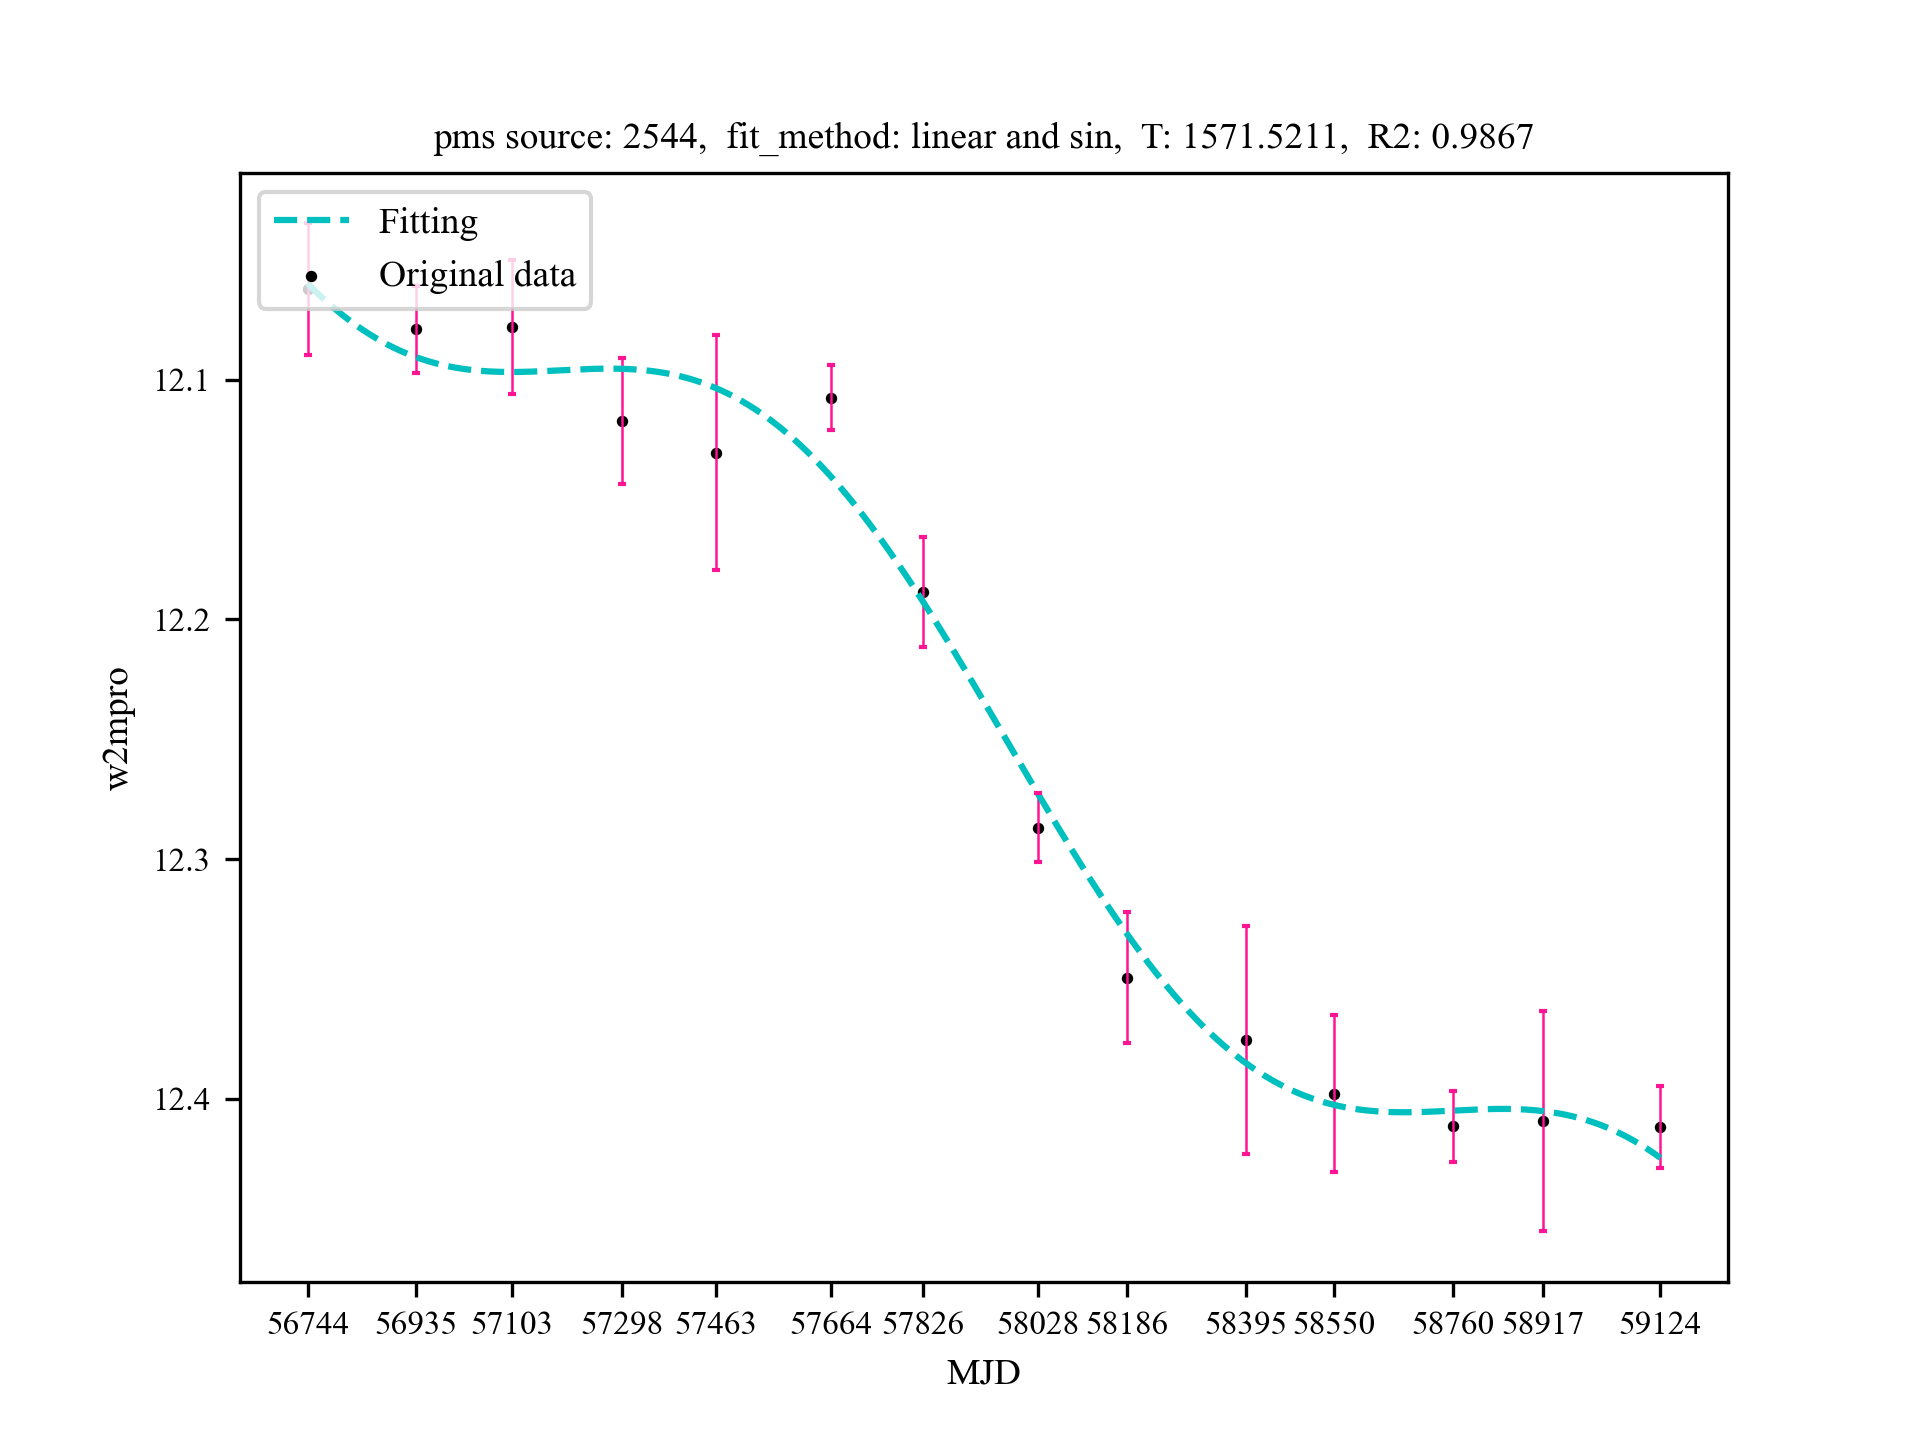 pms source: 2544, fit_method: linear and sin, T: 1571.5211, R2: 0.9867
Fitting
Original data
12.1
12.2
12.3
12.4
w2mpro
56744 56935 57103 57298 57463 57664 57826 58028 58186 58395 58550 58760 58917 59124
MJD